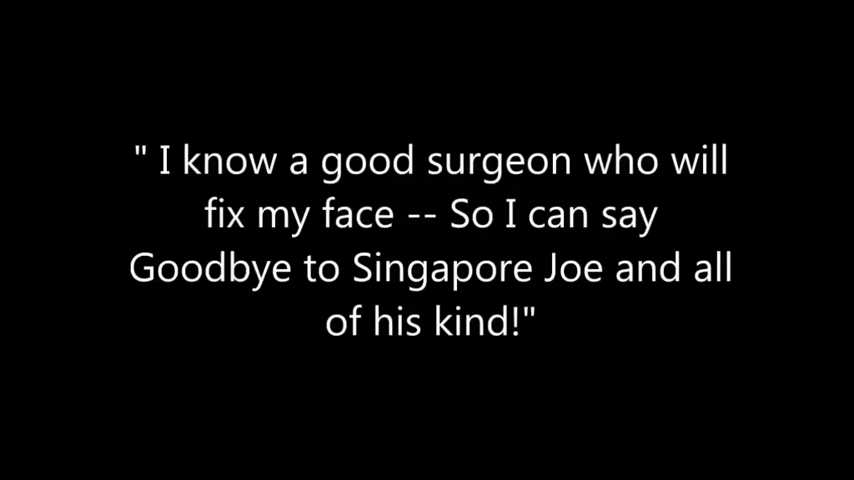 " I know a good surgeon who will
fix my face -- So I can say
Goodbye to Singapore Joe and all
of his kind!"